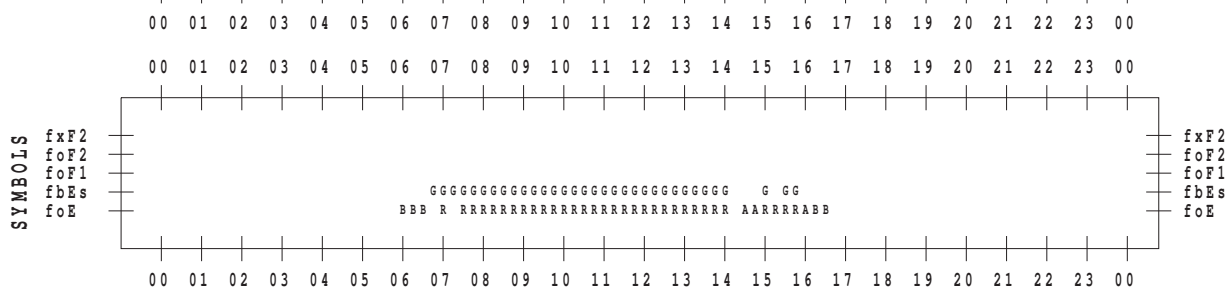 00 01 02 03 04 05 06 07 08 09 10 11 12 13 14 15 16 17 18 19 20 21 22 23 00
00 01 02 03 04 05 06 07 08 09 10 11 12 13 14 15 16 17 18 19 20 21 22 23 00
SYMBOLS
fxF2 fxF2
foF2 foF2
foF1 foF1
fbEs GGGGGGGGGGGGGGGGGGGGGGGGGGGGGG G GG fbEs
foE BBB R RRRRRRRRRRRRRRRRRRRRRRRRRRR AARRRRABB foE
00 01 02 03 04 05 06 07 08 09 10 11 12 13 14 15 16 17 18 19 20 21 22 23 00